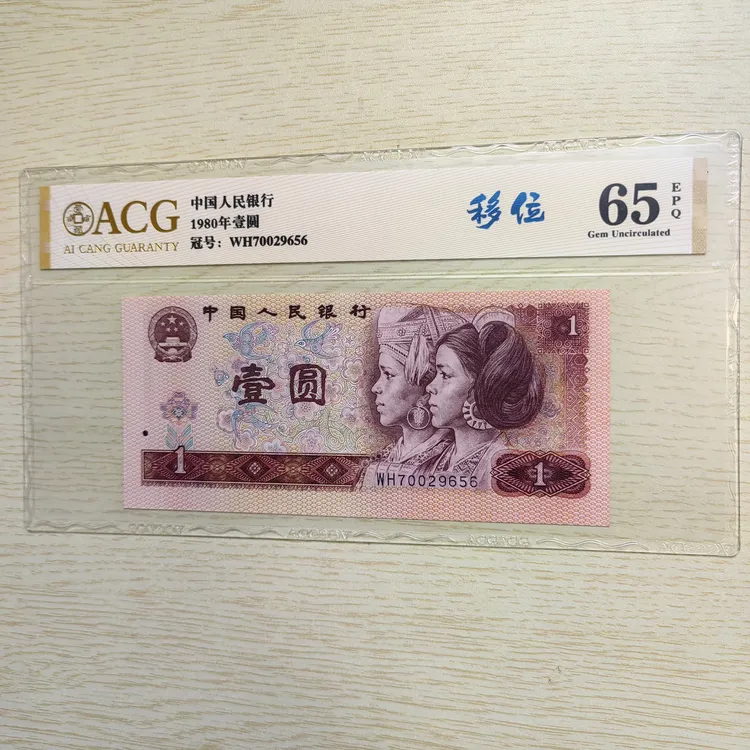 ACG
AI CANG GUARANTY
中国人民银行
1980年壹圆
冠号：WH70029656
移位
65
EPQ
Gem Uncirculated
中国人民银行
壹圆
1
1
WH70029656
1